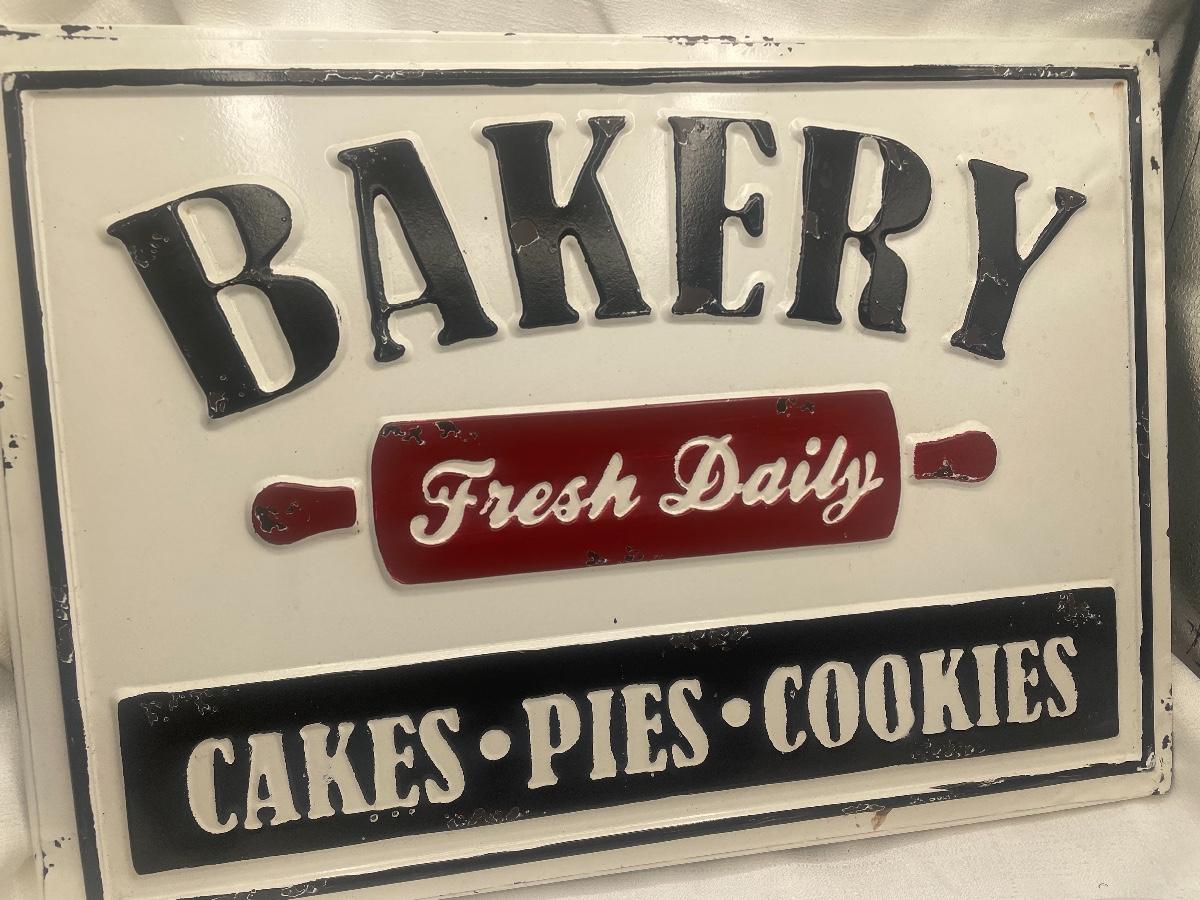 BAKERY
Fresh Daily
CAKES • PIES • COOKIES